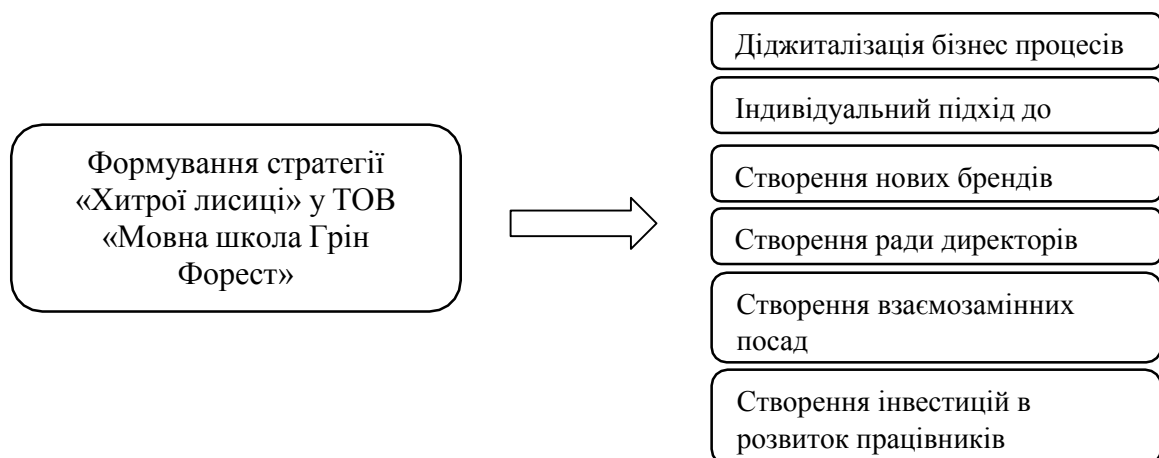 Формування стратегії
«Хитрої лисиці» у ТОВ
«Мовна школа Грін
Форест»
Діджиталізація бізнес процесів
Індивідуальний підхід до
Створення нових брендів
Створення ради директорів
Створення взаємозамінних
посад
Створення інвестицій в
розвиток працівників